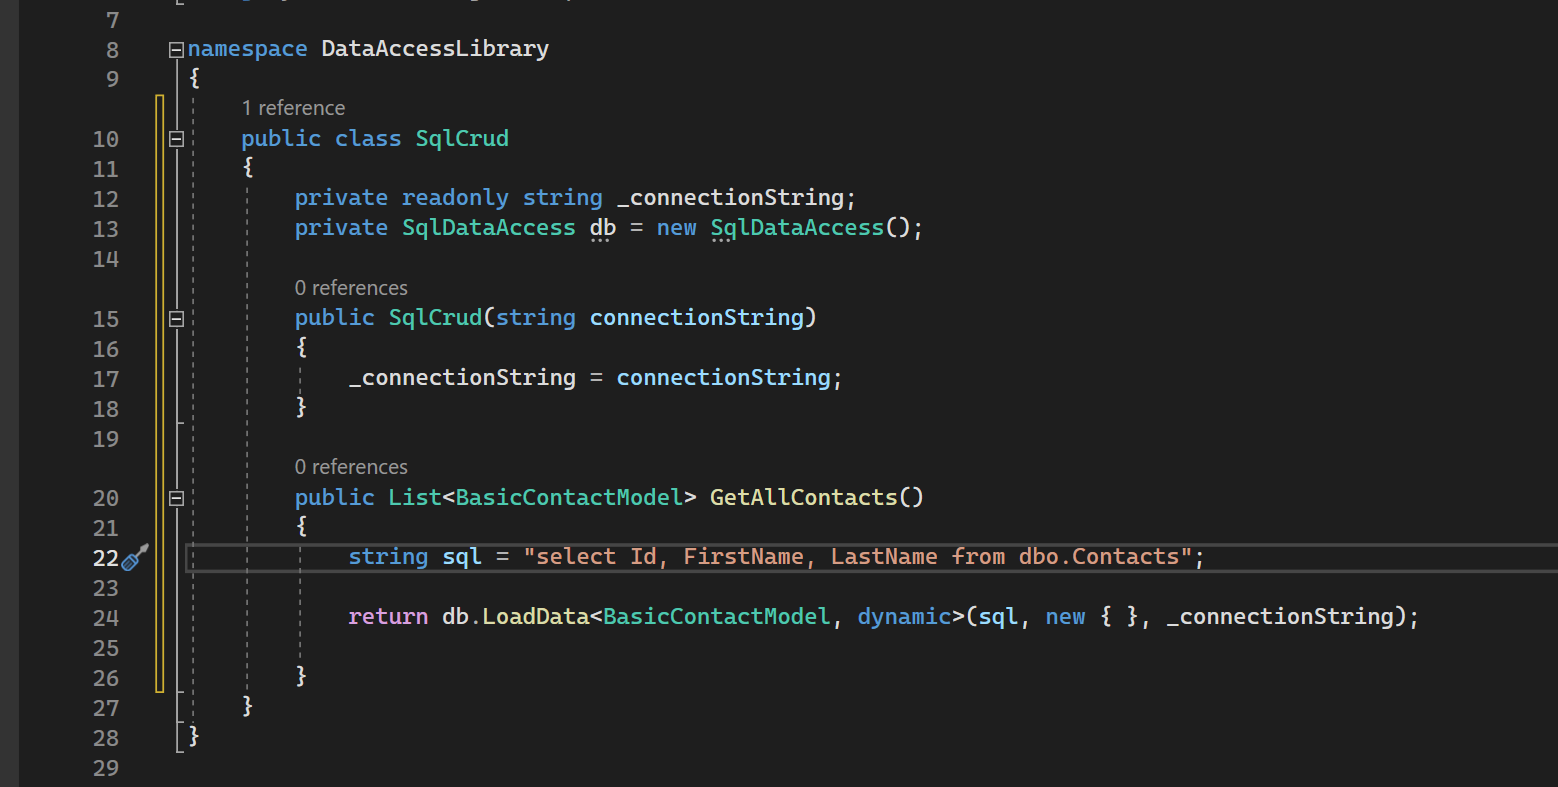 7
8 namespace DataAccessLibrary
9 {
1 reference
10 public class SqlCrud
11 {
12 private readonly string _connectionString;
13 private SqlDataAccess db = new SqlDataAccess();
14
0 references
15 public SqlCrud(string connectionString)
16 {
17 _connectionString = connectionString;
18 }
19
0 references
20 public List<BasicContactModel> GetAllContacts()
21 {
22 string sql = "select Id, FirstName, LastName from dbo.Contacts";
23
24 return db.LoadData<BasicContactModel, dynamic>(sql, new { }, _connectionString);
25
26 }
27 }
28 }
29